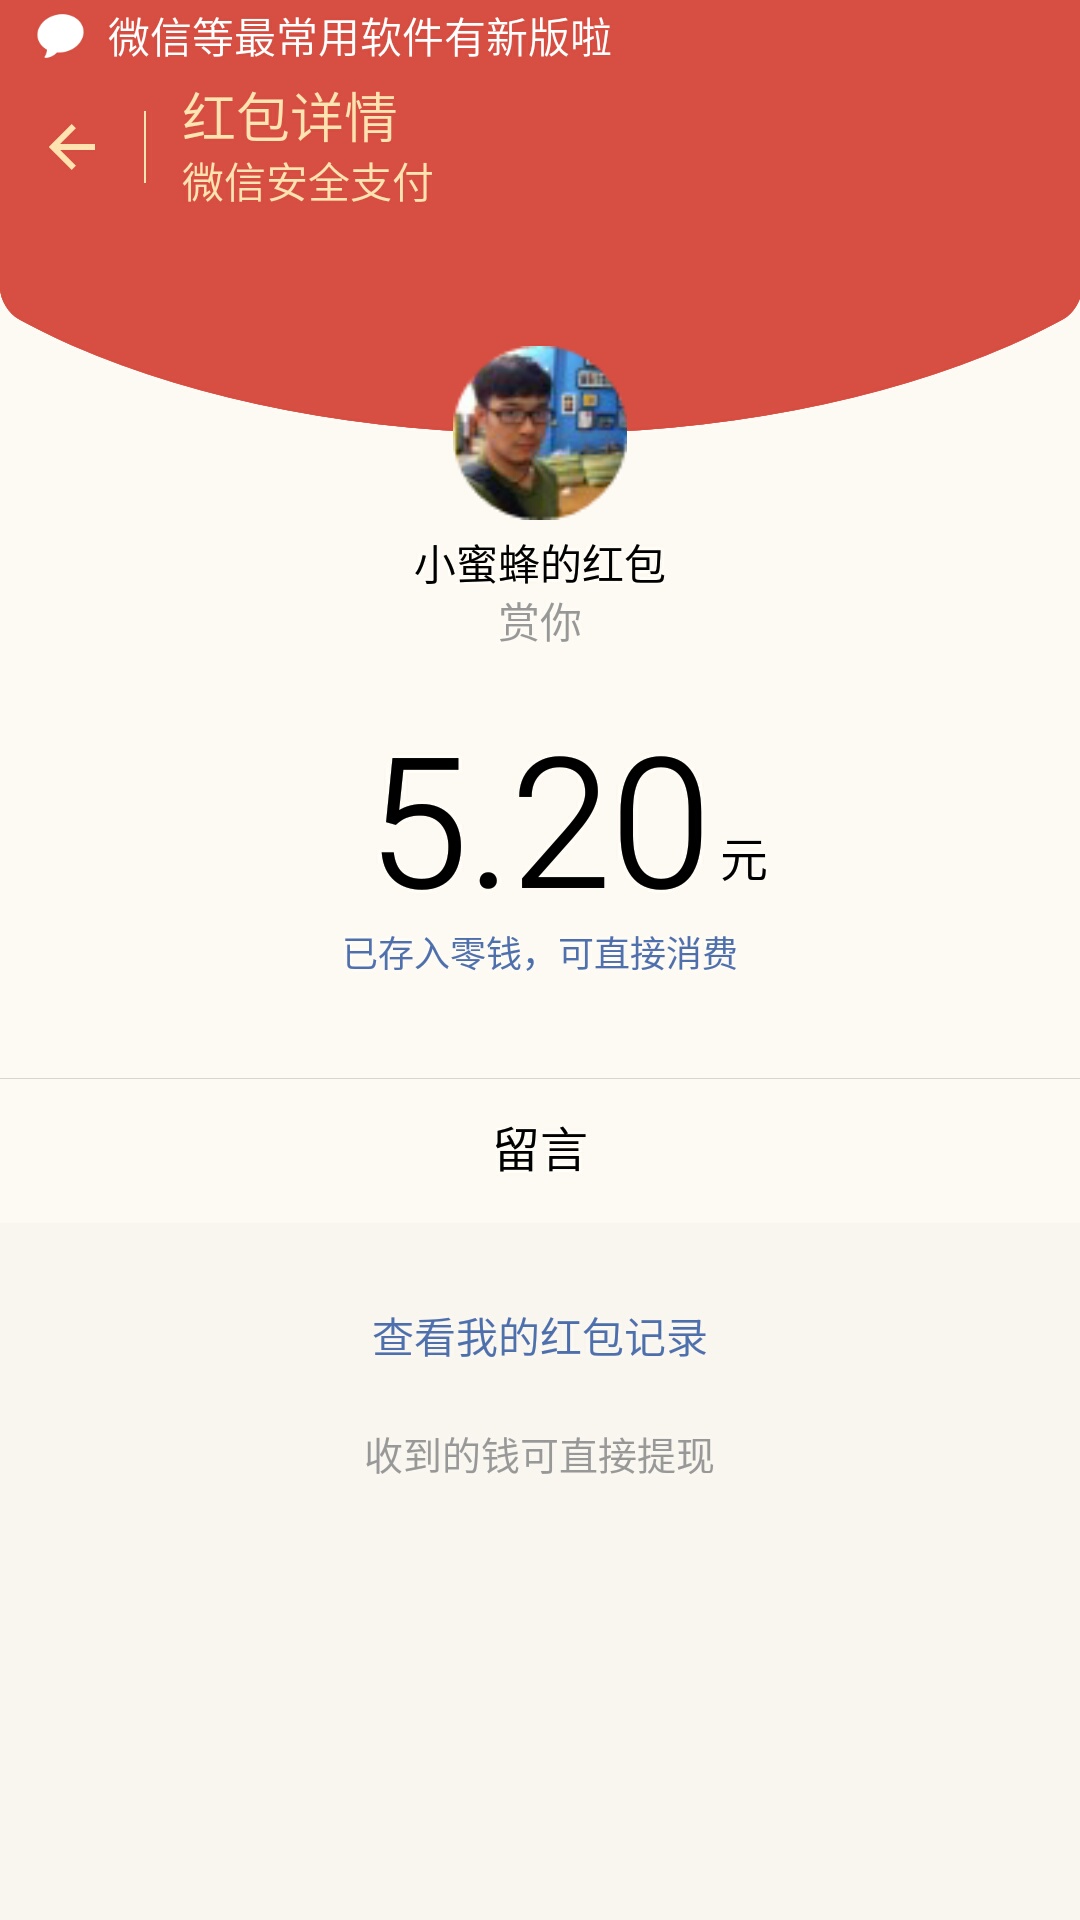 微信等最常用软件有新版啦
红包详情
微信安全支付
小蜜蜂的红包
赏你
5.20元
已存入零钱，可直接消费
留言
查看我的红包记录
收到的钱可直接提现